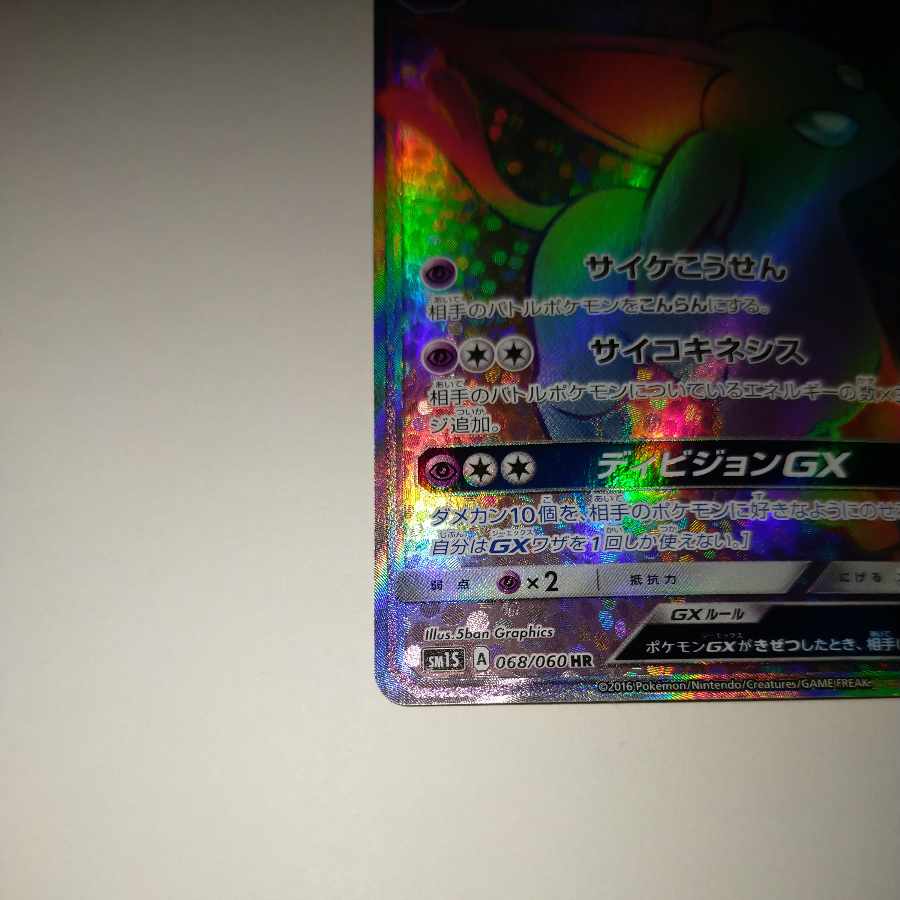 サイケこうせん
相手のバトルポケモンをこんらんにする。
サイコキネシス
相手のバトルポケモンについているエネルギーの数×
ジ追加。
ディビジョンGX
ダメカン10個を、相手のポケモンに好きなようにのせ
自分はGXワザを1回しか使えない。]
弱点 ×2 抵抗力 にげる
GXルール
ポケモンGXがきぜつしたとき、相手
Illus. 5ban Graphics
SM1S A 068/060 HR
©2016 Pokémon/Nintendo/Creatures/GAME FREAK.